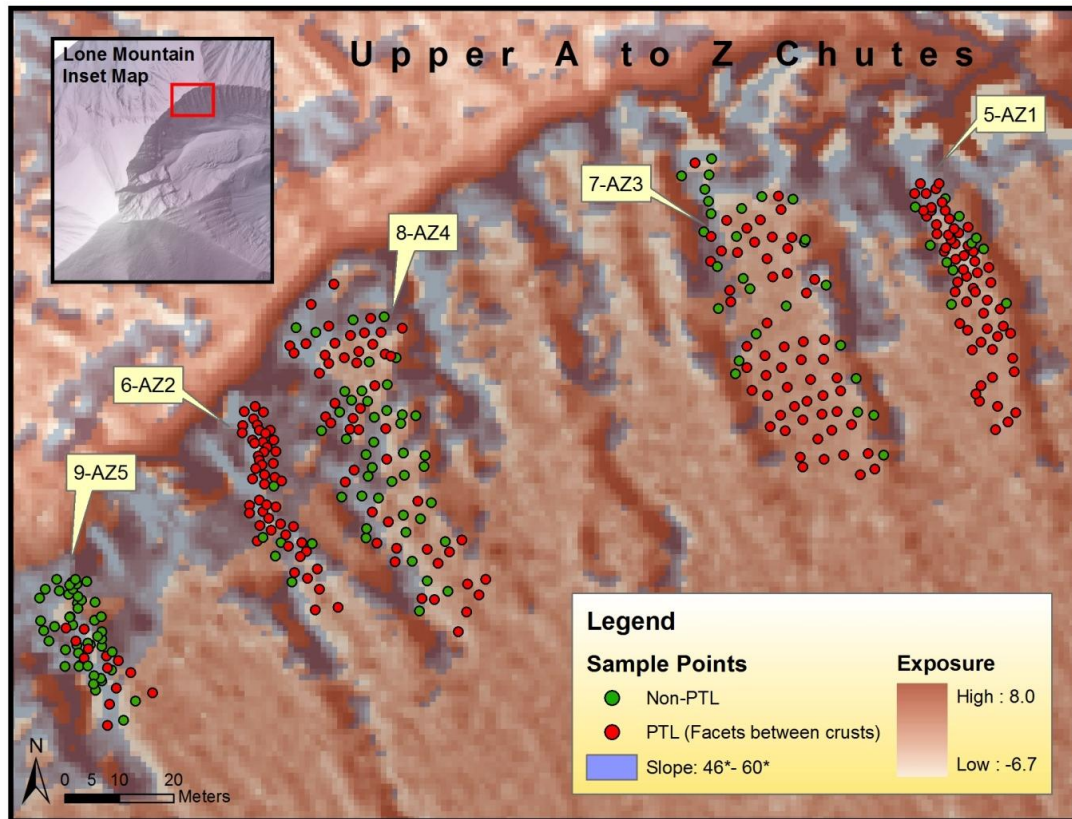 Upper A to Z Chutes
Lone Mountain
Inset Map
5-AZ1
7-AZ3
8-AZ4
6-AZ2
9-AZ5
N
0 5 10 20
Meters
Legend
Sample Points
Non-PTL
PTL (Facets between crusts)
Slope: 46*- 60*
Exposure
High : 8.0
Low : -6.7